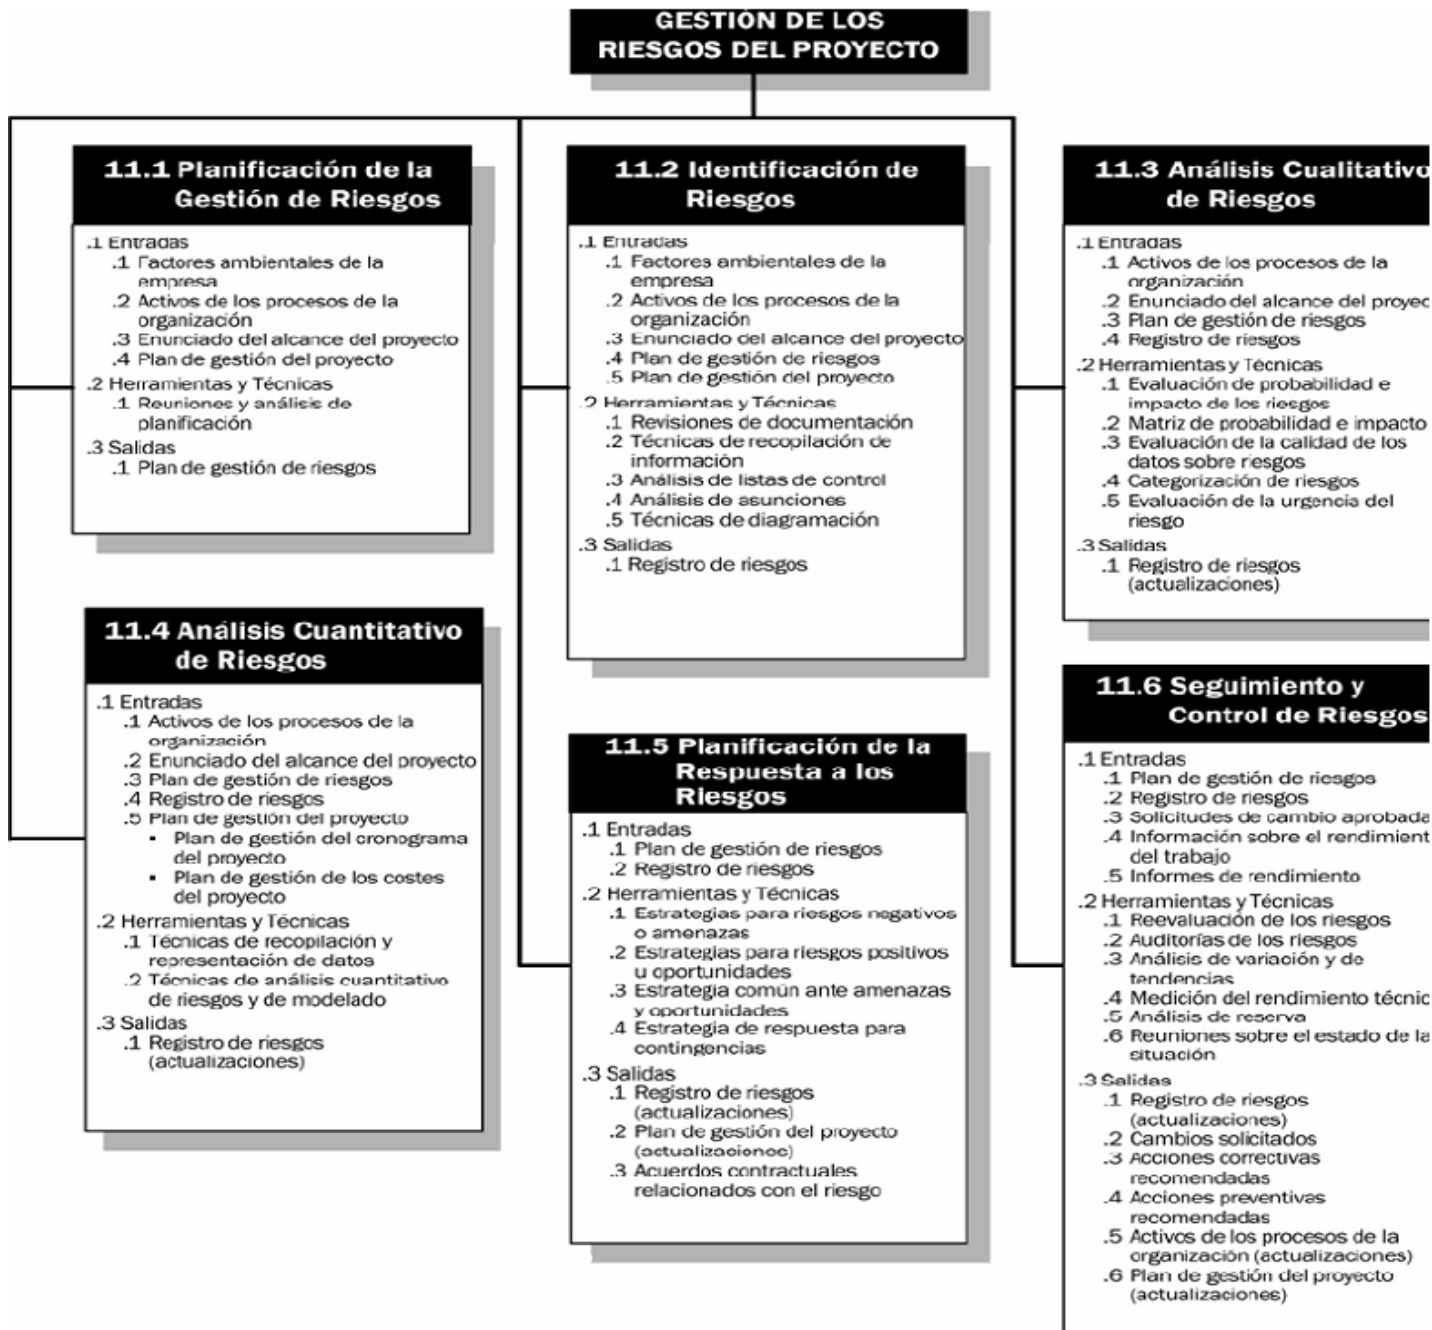 GESTIÓN DE LOS
RIESGOS DEL PROYECTO
11.1 Planificación de la
Gestión de Riesgos
.1 Entradas
.1 Factores ambientales de la
empresa
.2 Activos de los procesos de la
organización
.3 Enunciado del alcance del proyecto
.4 Plan de gestión del proyecto
.2 Herramientas y Técnicas
.1 Reuniones y análisis de
planificación
.3 Salidas
.1 Plan de gestión de riesgos
11.2 Identificación de
Riesgos
.1 Entradas
.1 Factores ambientales de la
empresa
.2 Activos de los procesos de la
organización
.3 Enunciado del alcance del proyecto
.4 Plan de gestión de riesgos
.5 Plan de gestión del proyecto
.2 Herramientas y Técnicas
.1 Revisiones de documentación
.2 Técnicas de recopilación de
información
.3 Análisis de listas de control
.4 Análisis de asunciones
.5 Técnicas de diagramación
.3 Salidas
.1 Registro de riesgos
11.3 Análisis Cualitativo
de Riesgos
.1 Entradas
.1 Activos de los procesos de la
organización
.2 Enunciado del alcance del proyec
.3 Plan de gestión de riesgos
.4 Registro de riesgos
.2 Herramientas y Técnicas
.1 Evaluación de probabilidad e
impacto de los riesgos
.2 Matriz de probabilidad e impacto
.3 Evaluación de la calidad de los
datos sobre riesgos
.4 Categorización de riesgos
.5 Evaluación de la urgencia del
riesgo
.3 Salidas
.1 Registro de riesgos
(actualizaciones)
11.4 Análisis Cuantitativo
de Riesgos
.1 Entradas
.1 Activos de los procesos de la
organización
.2 Enunciado del alcance del proyecto
.3 Plan de gestión de riesgos
.4 Registro de riesgos
.5 Plan de gestión del proyecto
▪ Plan de gestión del cronograma
del proyecto
▪ Plan de gestión de los costes
del proyecto
.2 Herramientas y Técnicas
.1 Técnicas de recopilación y
representación de datos
.2 Técnicas de análisis cuantitativo
de riesgos y de modelado
.3 Salidas
.1 Registro de riesgos
(actualizaciones)
11.5 Planificación de la
Respuesta a los
Riesgos
.1 Entradas
.1 Plan de gestión de riesgos
.2 Registro de riesgos
.2 Herramientas y Técnicas
.1 Estrategias para riesgos negativos
o amenazas
.2 Estrategias para riesgos positivos
u oportunidades
.3 Estrategia común ante amenazas
y oportunidades
.4 Estrategia de respuesta para
contingencias
.3 Salidas
.1 Registro de riesgos
(actualizaciones)
.2 Plan de gestión del proyecto
(actualizaciones)
.3 Acuerdos contractuales
relacionados con el riesgo
11.6 Seguimiento y
Control de Riesgos
.1 Entradas
.1 Plan de gestión de riesgos
.2 Registro de riesgos
.3 Solicitudes de cambio aprobada
.4 Información sobre el rendimient
del trabajo
.5 Informes de rendimiento
.2 Herramientas y Técnicas
.1 Reevaluación de los riesgos
.2 Auditorías de los riesgos
.3 Análisis de variación y de
tendencias
.4 Medición del rendimiento técnic
.5 Análisis de reserva
.6 Reuniones sobre el estado de la
situación
.3 Salidas
.1 Registro de riesgos
(actualizaciones)
.2 Cambios solicitados
.3 Acciones correctivas
recomendadas
.4 Acciones preventivas
recomendadas
.5 Activos de los procesos de la
organización (actualizaciones)
.6 Plan de gestión del proyecto
(actualizaciones)